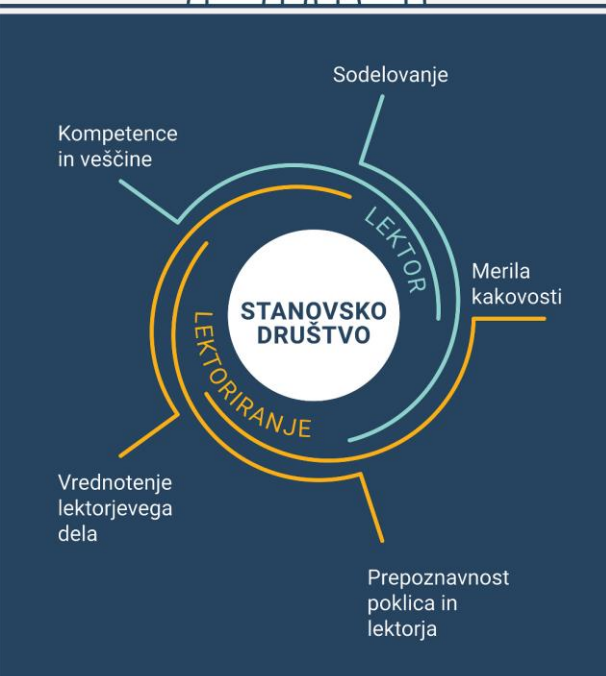 Sodelovanje
Kompetence
in veščine
LEKTOR
Merila
kakovosti
STANOVSKO
DRUŠTVO
LEKTORIRANJE
Vrednotenje
lektorjevega
dela
Prepoznavnost
poklica in
lektorja